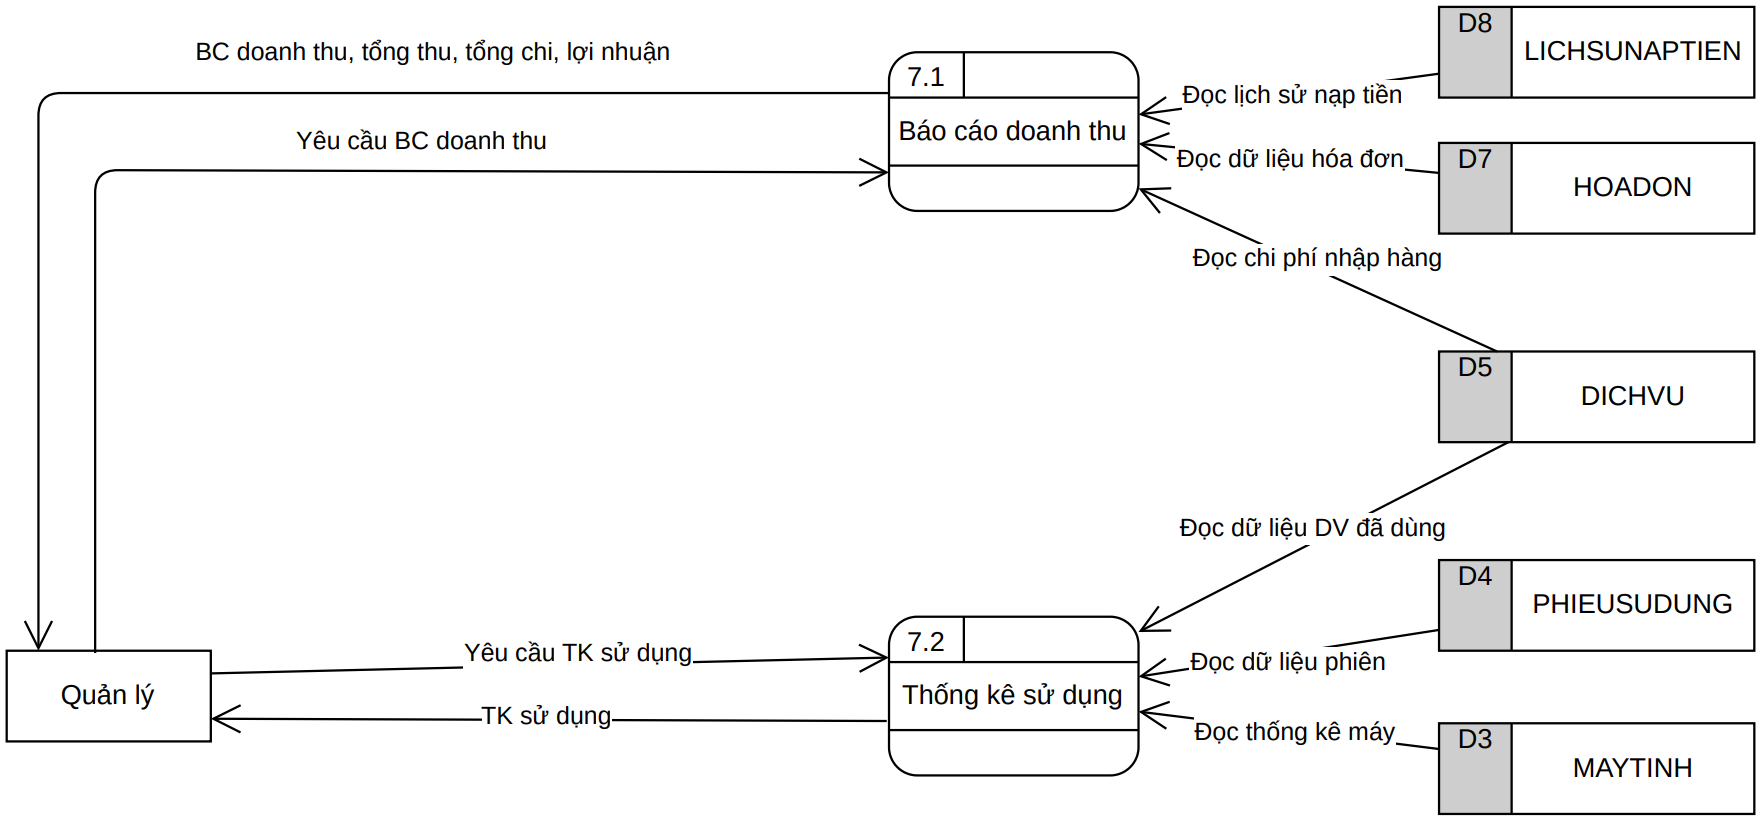 D8
LICHSUNAPTIEN
BC doanh thu, tổng thu, tổng chi, lợi nhuận
7.1
Đọc lịch sử nạp tiền
Báo cáo doanh thu
Yêu cầu BC doanh thu
Đọc dữ liệu hóa đơn
D7
HOADON
Đọc chi phí nhập hàng
D5
DICHVU
Đọc dữ liệu DV đã dùng
D4
PHIEUSUDUNG
7.2
Yêu cầu TK sử dụng
Đọc dữ liệu phiên
Quản lý
Thống kê sử dụng
TK sử dụng
Đọc thống kê máy
D3
MAYTINH